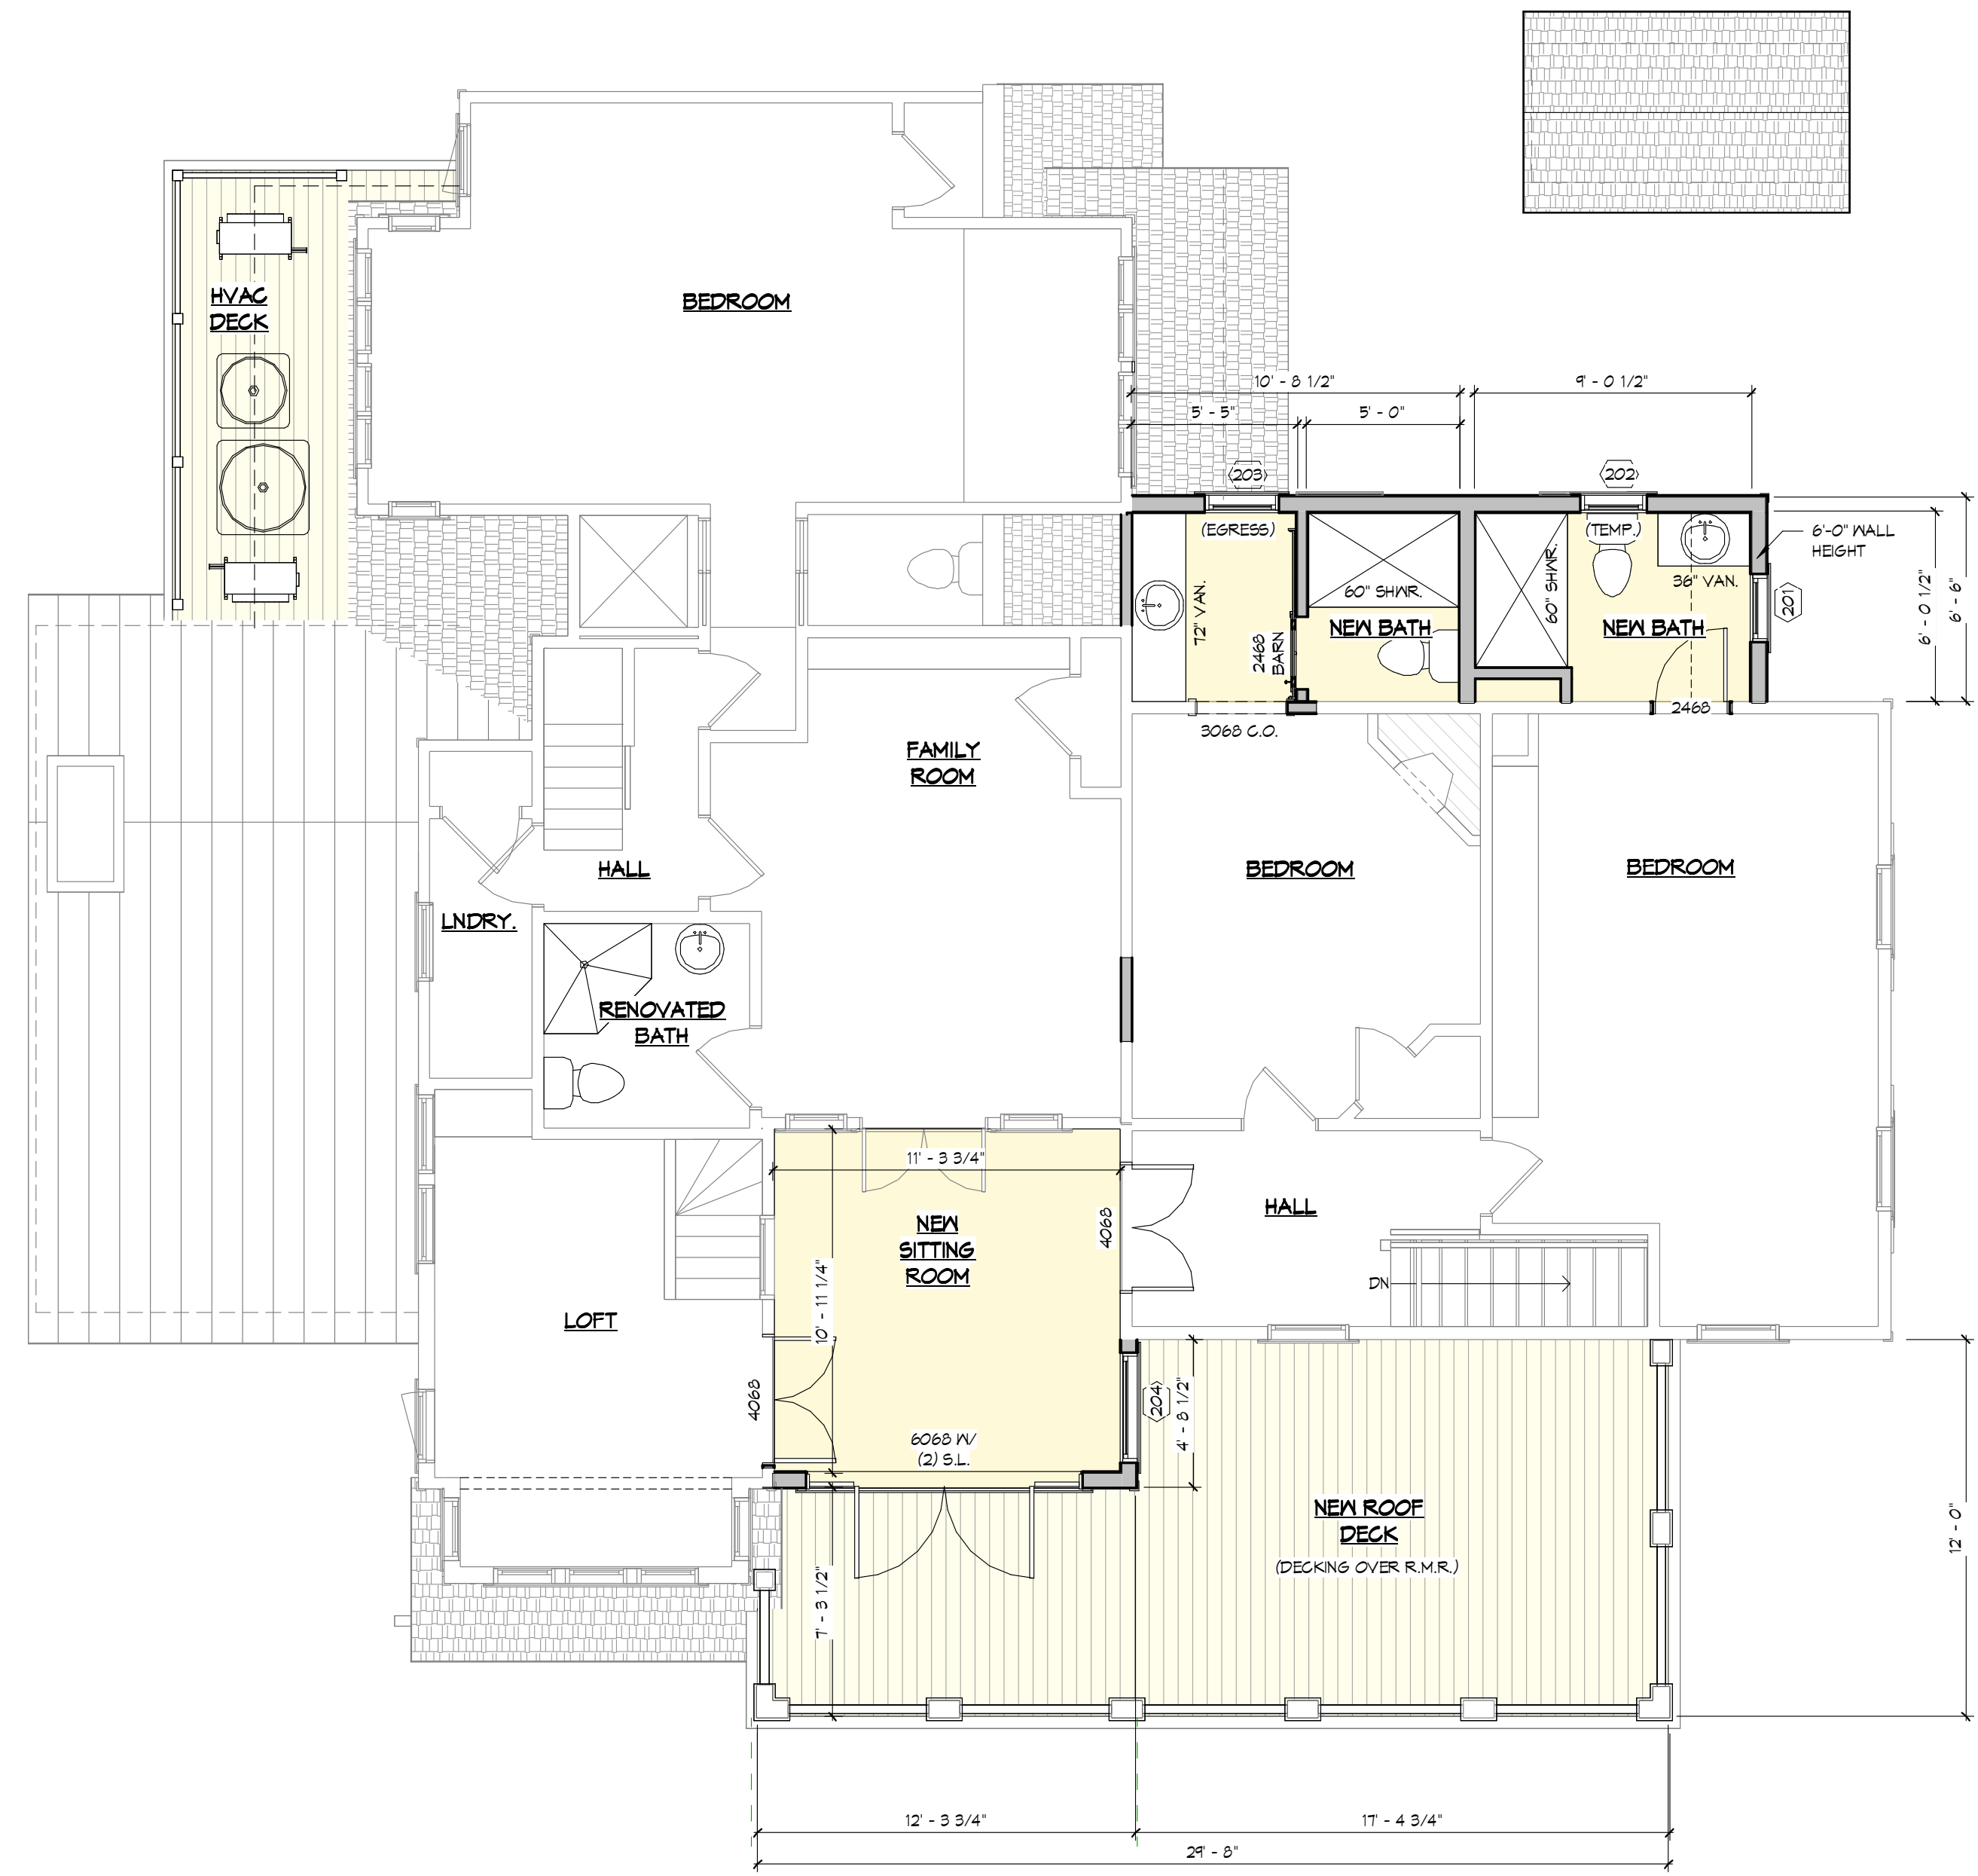 HVAC
DECK
BEDROOM
10' - 8 1/2"
9' - 0 1/2"
5' - 5"
5' - 0"
203
202
(EGRESS)
(TEMP.)
6'-0" WALL
HEIGHT
60" SHWR.
60" SHWR.
36" VAN.
72" VAN.
201
6' - 0 1/2"
6' - 6"
NEW BATH
NEW BATH
2468
BARN
2468
3068 C.O.
FAMILY
ROOM
HALL
BEDROOM
BEDROOM
LNDRY.
RENOVATED
BATH
11' - 3 3/4"
NEW
SITTING
ROOM
4068
HALL
10' - 11 1/4"
DN
LOFT
4068
204
4' - 8 1/2"
6068 W/
(2) S.L.
NEW ROOF
DECK
(DECKING OVER R.M.R.)
12' - 0"
7' - 3 1/2"
12' - 3 3/4"
17' - 4 3/4"
29' - 8"